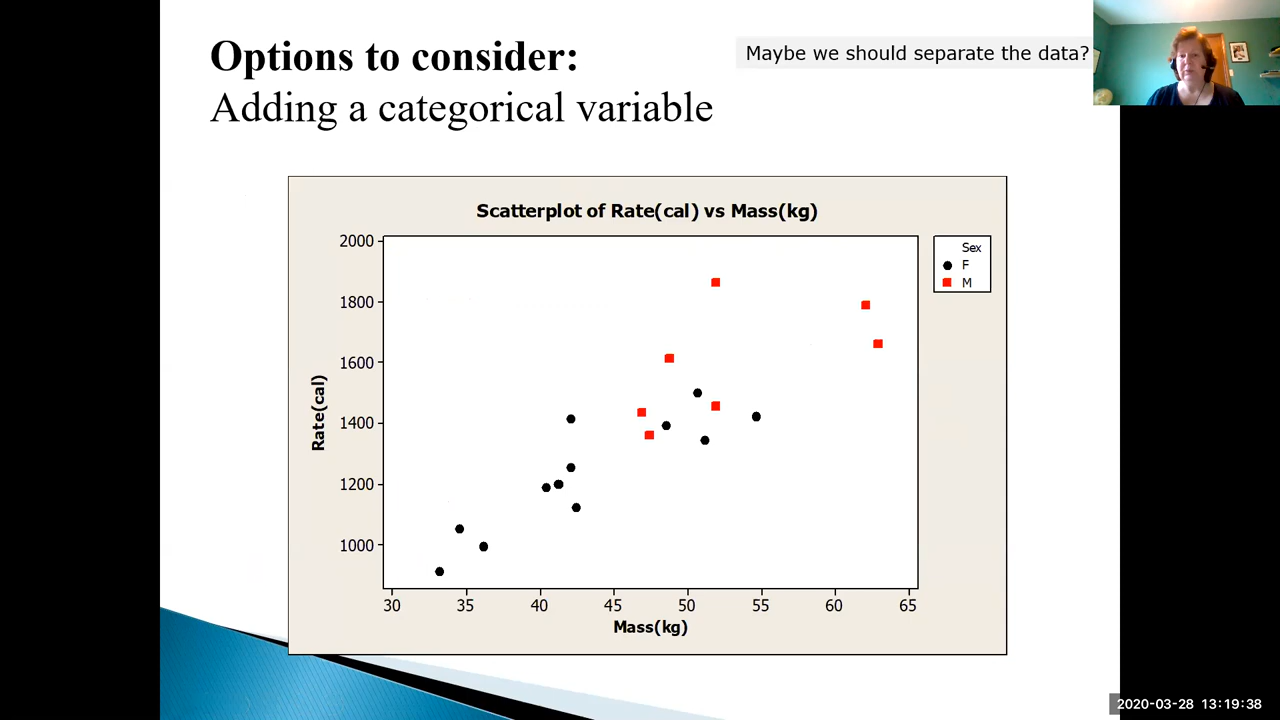 Options to consider:
Maybe we should separate the data?
Adding a categorical variable
Scatterplot of Rate(cal) vs Mass(kg)
2000
1800
1600
1400
1200
1000
Rate(cal)
30 35 40 45 50 55 60 65
Mass(kg)
Sex
F
M
2020-03-28 13:19:38